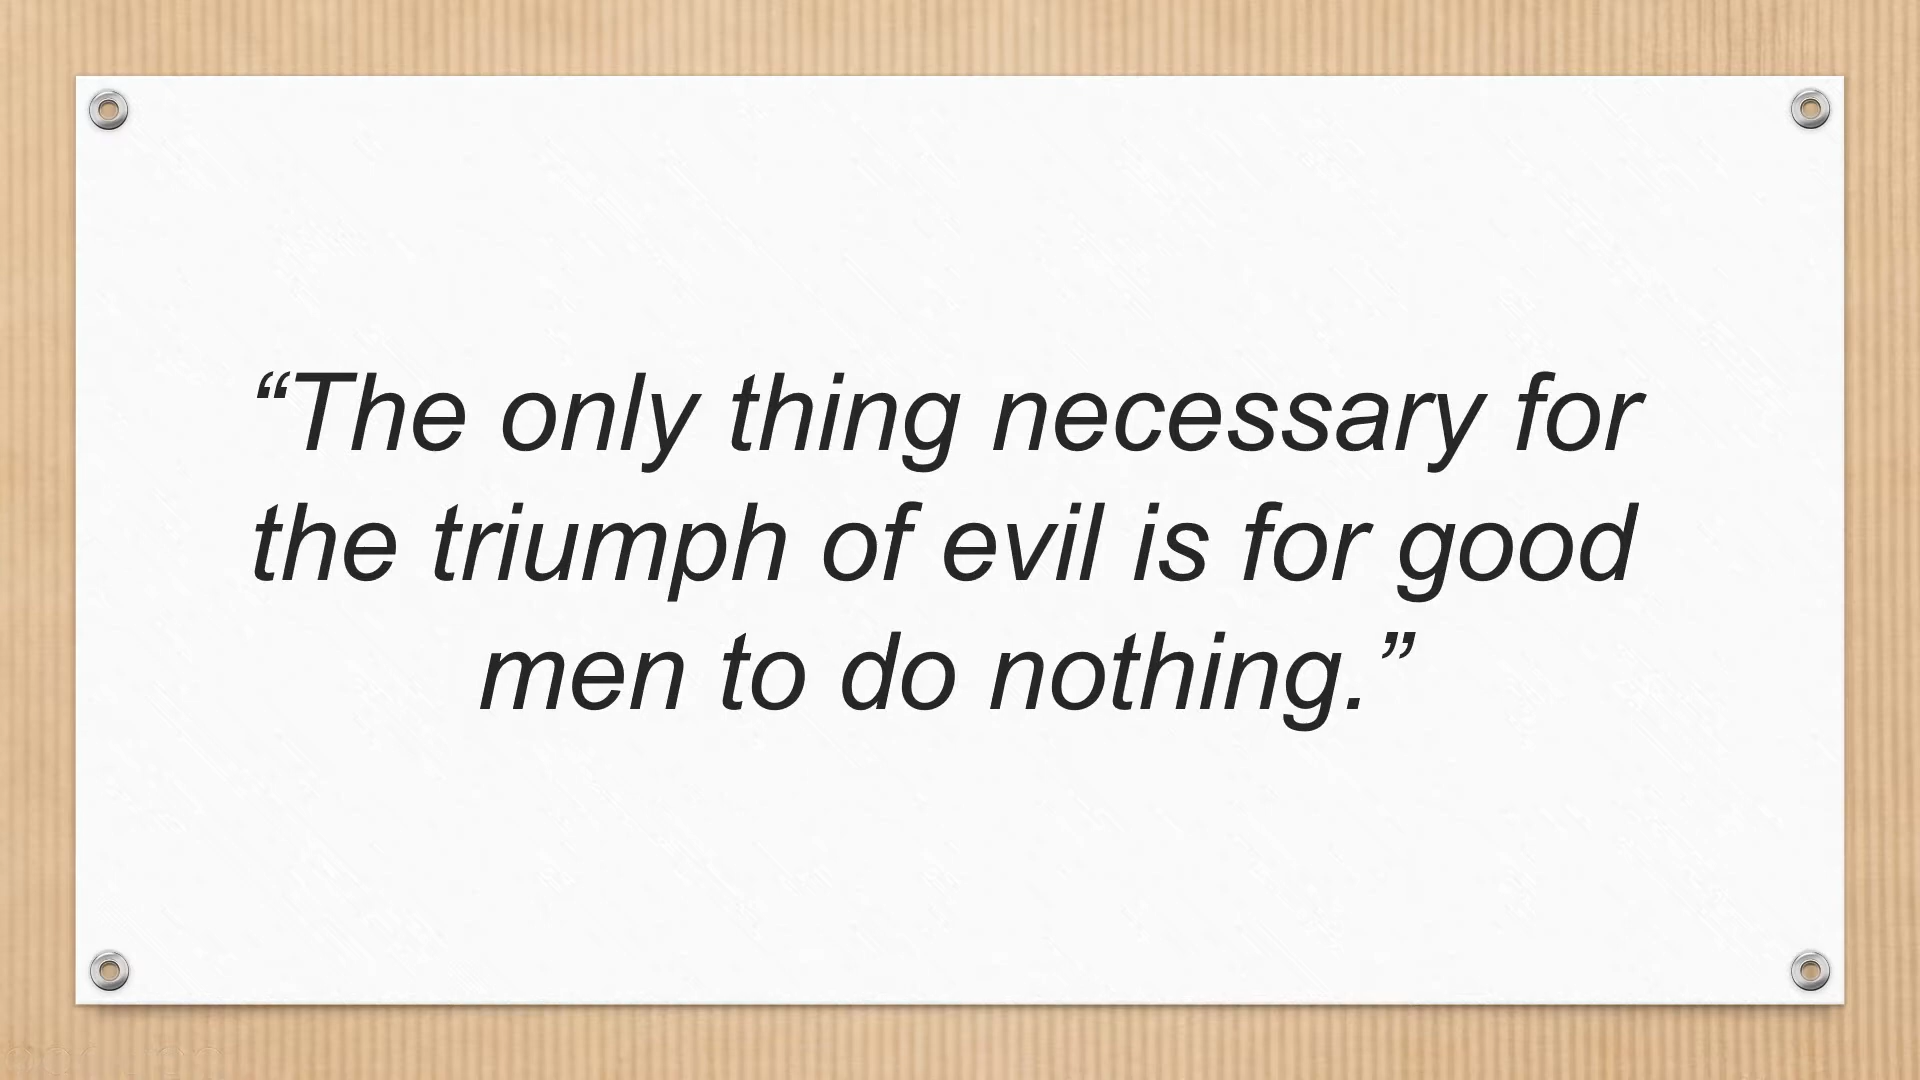 “The only thing necessary for
the triumph of evil is for good
men to do nothing.”